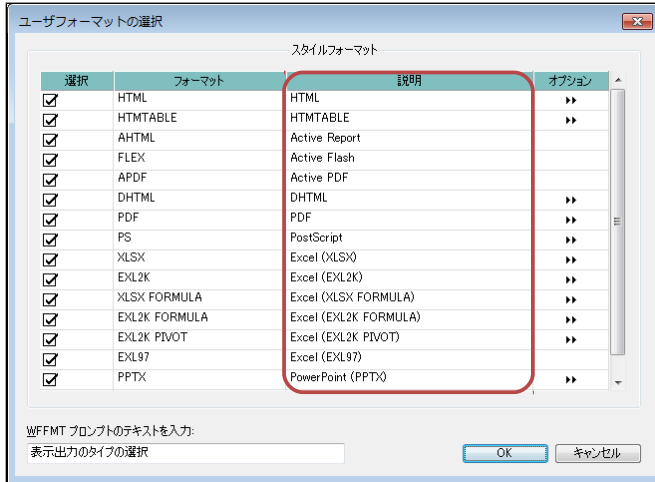 ユーザフォーマットの選択
スタイルフォーマット
選択 フォーマット 説明 オプション
HTML HTML
HTMTABLE HTMTABLE
AHTML Active Report
FLEX Active Flash
APDF Active PDF
DHTML DHTML
PDF PDF
PS PostScript
XLSX Excel (XLSX)
EXL2K Excel (EXL2K)
XLSX FORMULA Excel (XLSX FORMULA)
EXL2K FORMULA Excel (EXL2K FORMULA)
EXL2K PIVOT Excel (EXL2K PIVOT)
EXL97 Excel (EXL97)
PPTX PowerPoint (PPTX)
WFFMT プロンプトのテキストを入力:
表示出力のタイプの選択 OK キャンセル